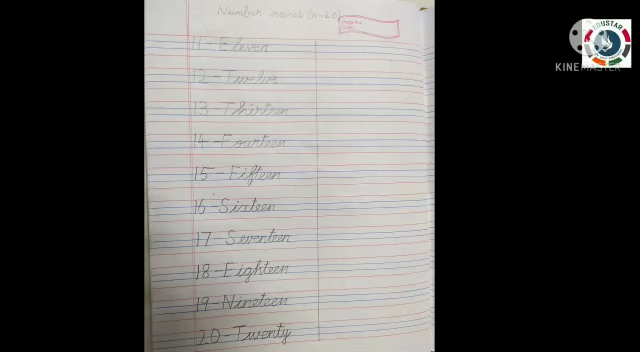 Number names (11-20)
11-Eleven
12-Twelve
13-Thirteen
14-Fourteen
15-Fifteen
16-Sixteen
17-Seventeen
18-Eighteen
19-Nineteen
20-Twenty
EDUSTAR
KINEMASTER